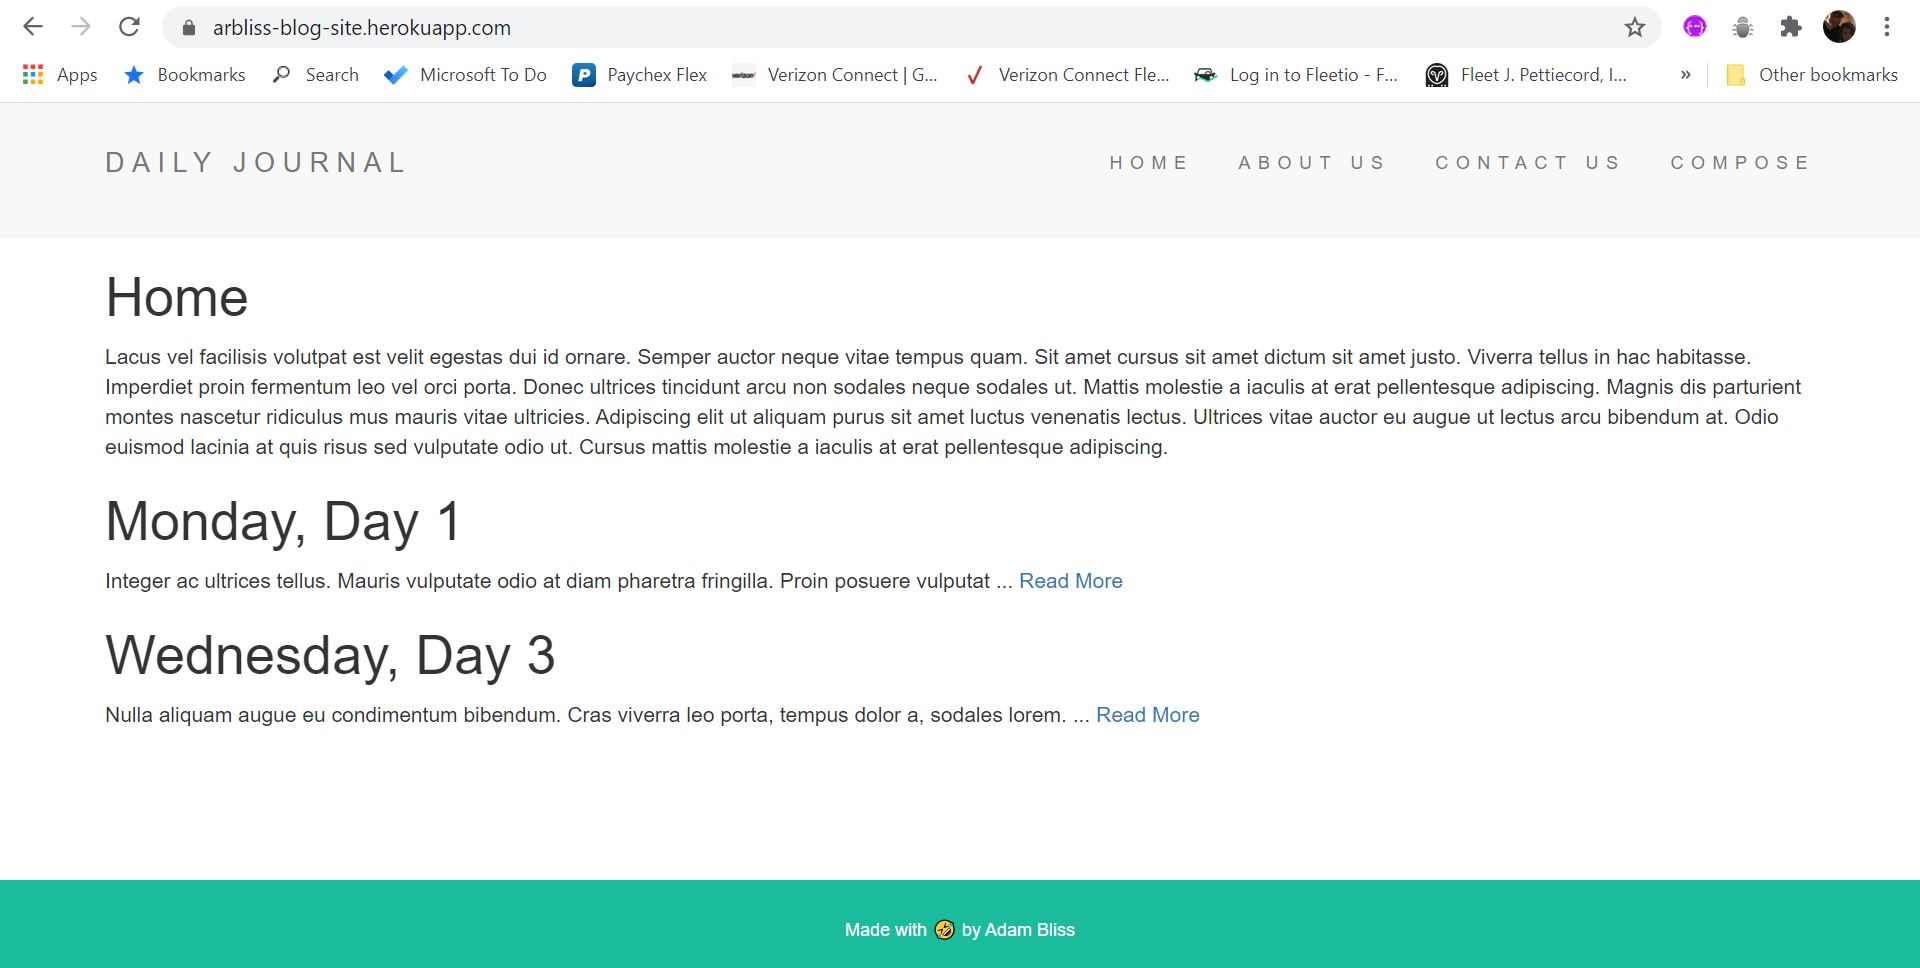 arbliss-blog-site.herokuapp.com
Apps Bookmarks Search Microsoft To Do Paychex Flex Verizon Connect | G... Verizon Connect Fle... Log in to Fleetio - F... Fleet J. Pettiecord, I... » Other bookmarks
DAILY JOURNAL HOME ABOUT US CONTACT US COMPOSE
Home
Lacus vel facilisis volutpat est velit egestas dui id ornare. Semper auctor neque vitae tempus quam. Sit amet cursus sit amet dictum sit amet justo. Viverra tellus in hac habitasse.
Imperdiet proin fermentum leo vel orci porta. Donec ultrices tincidunt arcu non sodales neque sodales ut. Mattis molestie a iaculis at erat pellentesque adipiscing. Magnis dis parturient
montes nascetur ridiculus mus mauris vitae ultricies. Adipiscing elit ut aliquam purus sit amet luctus venenatis lectus. Ultrices vitae auctor eu augue ut lectus arcu bibendum at. Odio
euismod lacinia at quis risus sed vulputate odio ut. Cursus mattis molestie a iaculis at erat pellentesque adipiscing.
Monday, Day 1
Integer ac ultrices tellus. Mauris vulputate odio at diam pharetra fringilla. Proin posuere vulputat ... Read More
Wednesday, Day 3
Nulla aliquam augue eu condimentum bibendum. Cras viverra leo porta, tempus dolor a, sodales lorem. ... Read More
Made with 🤣 by Adam Bliss